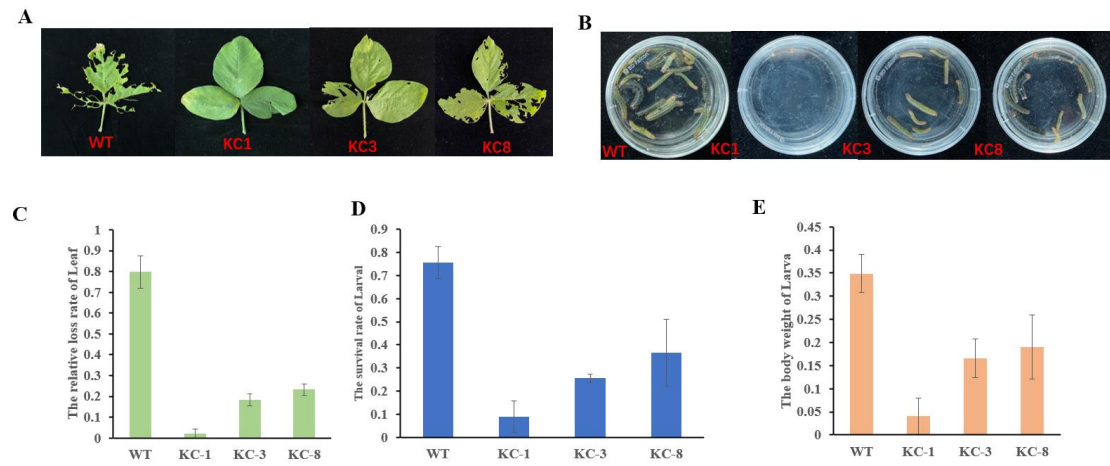 A
WT
KC1
KC3
KC8
B
WT
KC1
KC3
KC8
C
The relative loss rate of Leaf
1
0.9
0.8
0.7
0.6
0.5
0.4
0.3
0.2
0.1
0
WT KC-1 KC-3 KC-8
D
The survival rate of Larval
0.9
0.8
0.7
0.6
0.5
0.4
0.3
0.2
0.1
0
WT KC-1 KC-3 KC-8
E
The body weight of Larva
0.45
0.4
0.35
0.3
0.25
0.2
0.15
0.1
0.05
0
WT KC-1 KC-3 KC-8